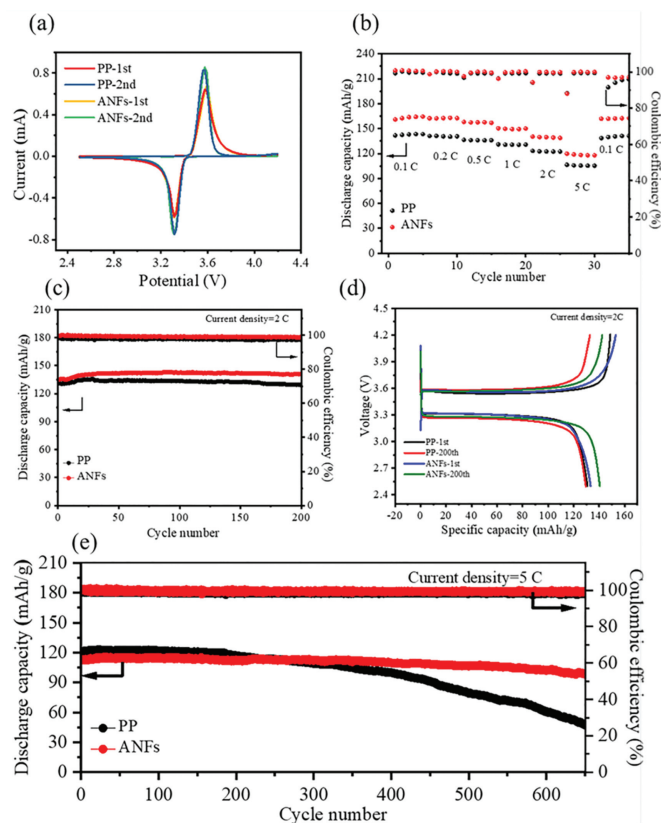 (a)
PP-1st
PP-2nd
ANFs-1st
ANFs-2nd
0.8
0.4
0.0
-0.4
-0.8
Current (mA)
2.4
3.0
3.6
4.2
4.4
Potential (V)
(b)
210
180
150
120
90
60
30
0
Discharge capacity (mAh/g)
100
80
60
40
20
0
Coulombic efficiency (%)
0.1 C
0.2 C
0.5 C
1 C
2 C
5 C
0.1 C
PP
ANFs
0
10
20
30
Cycle number
(c)
Current density=2 C
210
180
150
120
90
60
30
0
Discharge capacity (mAh/g)
100
80
60
40
20
0
Coulombic efficiency (%)
PP
ANFs
0
50
100
150
200
Cycle number
(d)
Current density=2C
4.5
4.2
3.9
3.6
3.3
3.0
2.7
2.4
Voltage (V)
PP-1st
PP-200th
ANFs-1st
ANFs-200th
-20
0
20
40
60
80
100
120
140
160
Specific capacity (mAh/g)
(e)
Current density=5 C
210
180
150
120
90
60
30
0
Discharge capacity (mAh/g)
100
80
60
40
20
0
Coulombic efficiency (%)
PP
ANFs
0
100
200
300
400
500
600
Cycle number